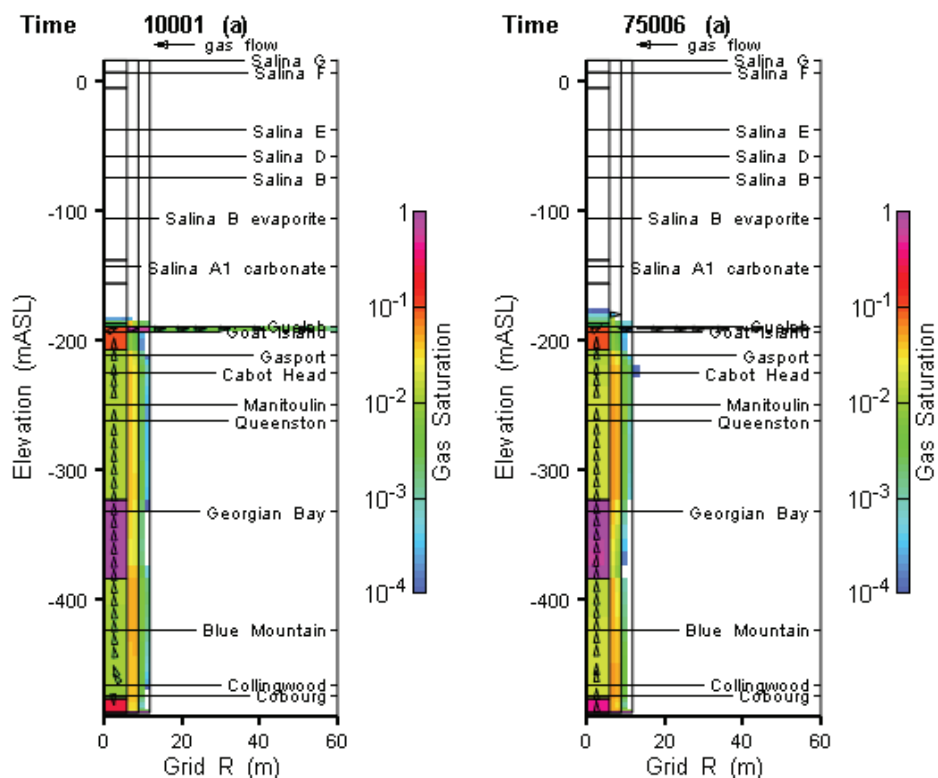 Time 10001 (a)
gas flow
Salina G
Salina F
0
Salina E
Salina D
Salina B
-100
Salina B evaporite
Salina A1 carbonate
Guelph
-200
Goat Island
Gasport
Cabot Head
Manitoulin
Queenston
-300
Georgian Bay
-400
Blue Mountain
Collingwood
Cobourg
0 20 40 60
Grid R (m)
Elevation (mASL)
1
10-1
10-2
10-3
10-4
Gas Saturation
Time 75006 (a)
gas flow
Salina G
Salina F
0
Salina E
Salina D
Salina B
-100
Salina B evaporite
Salina A1 carbonate
Guelph
-200
Goat Island
Gasport
Cabot Head
Manitoulin
Queenston
-300
Georgian Bay
-400
Blue Mountain
Collingwood
Cobourg
0 20 40 60
Grid R (m)
Elevation (mASL)
1
10-1
10-2
10-3
10-4
Gas Saturation